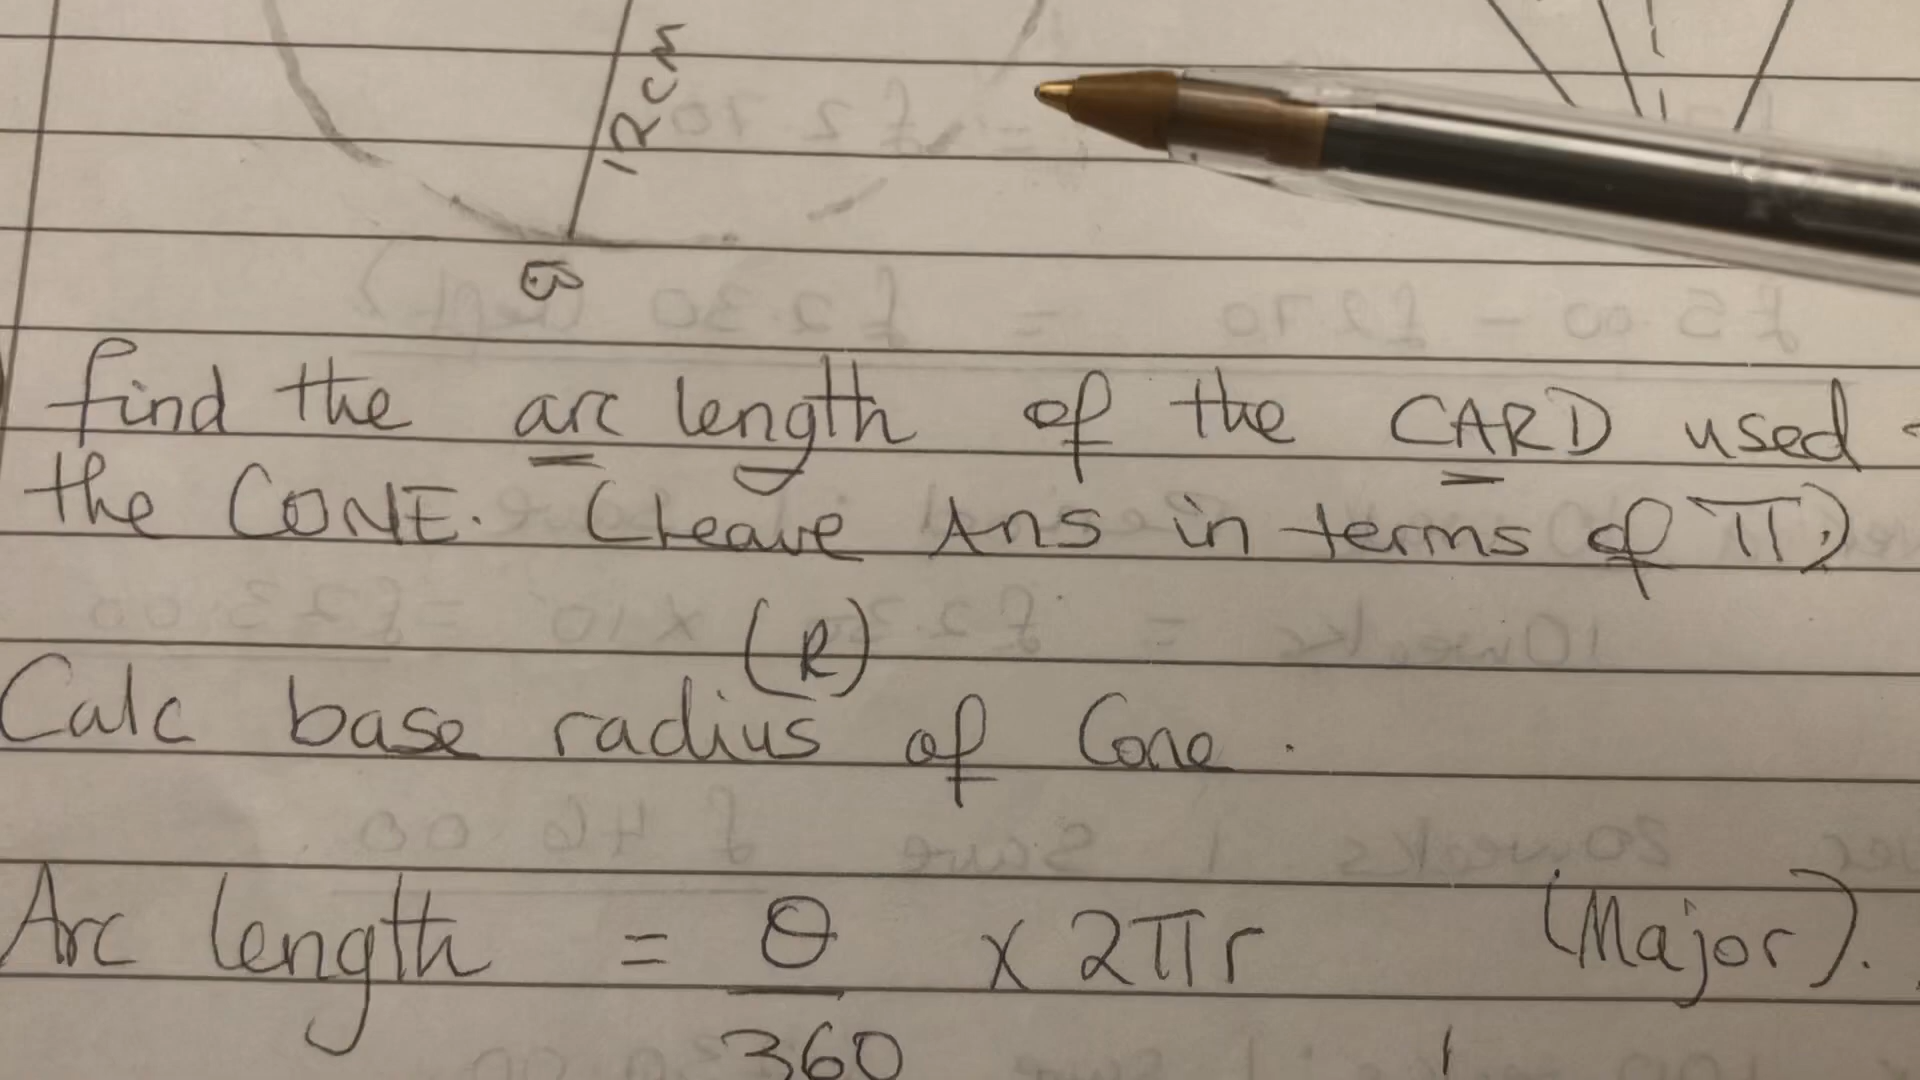 12cm
B
find the arc length of the CARD used
the CONE. (Leave Ans in terms of π)
(R)
Calc base radius of Cone.
Arc length = θ x 2πr (Major).
360